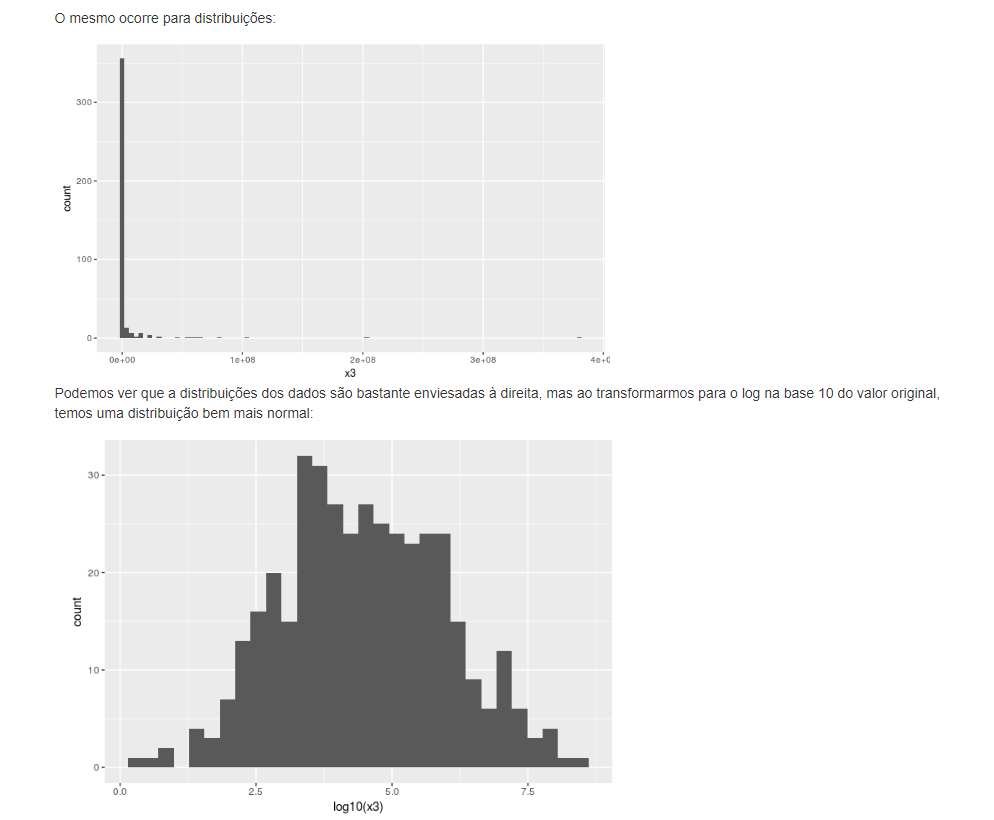 O mesmo ocorre para distribuições:
300
200
100
0
count
0e+00 1e+08 2e+08 3e+08 4e+0
x3
Podemos ver que a distribuições dos dados são bastante enviesadas à direita, mas ao transformarmos para o log na base 10 do valor original,
temos uma distribuição bem mais normal:
30
20
10
0
count
0.0 2.5 5.0 7.5
log10(x3)